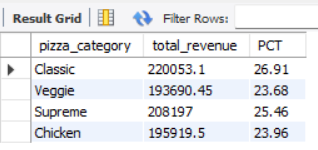 Result Grid Filter Rows:
pizza_category total_revenue PCT
Classic 220053.1 26.91
Veggie 193690.45 23.68
Supreme 208197 25.46
Chicken 195919.5 23.96